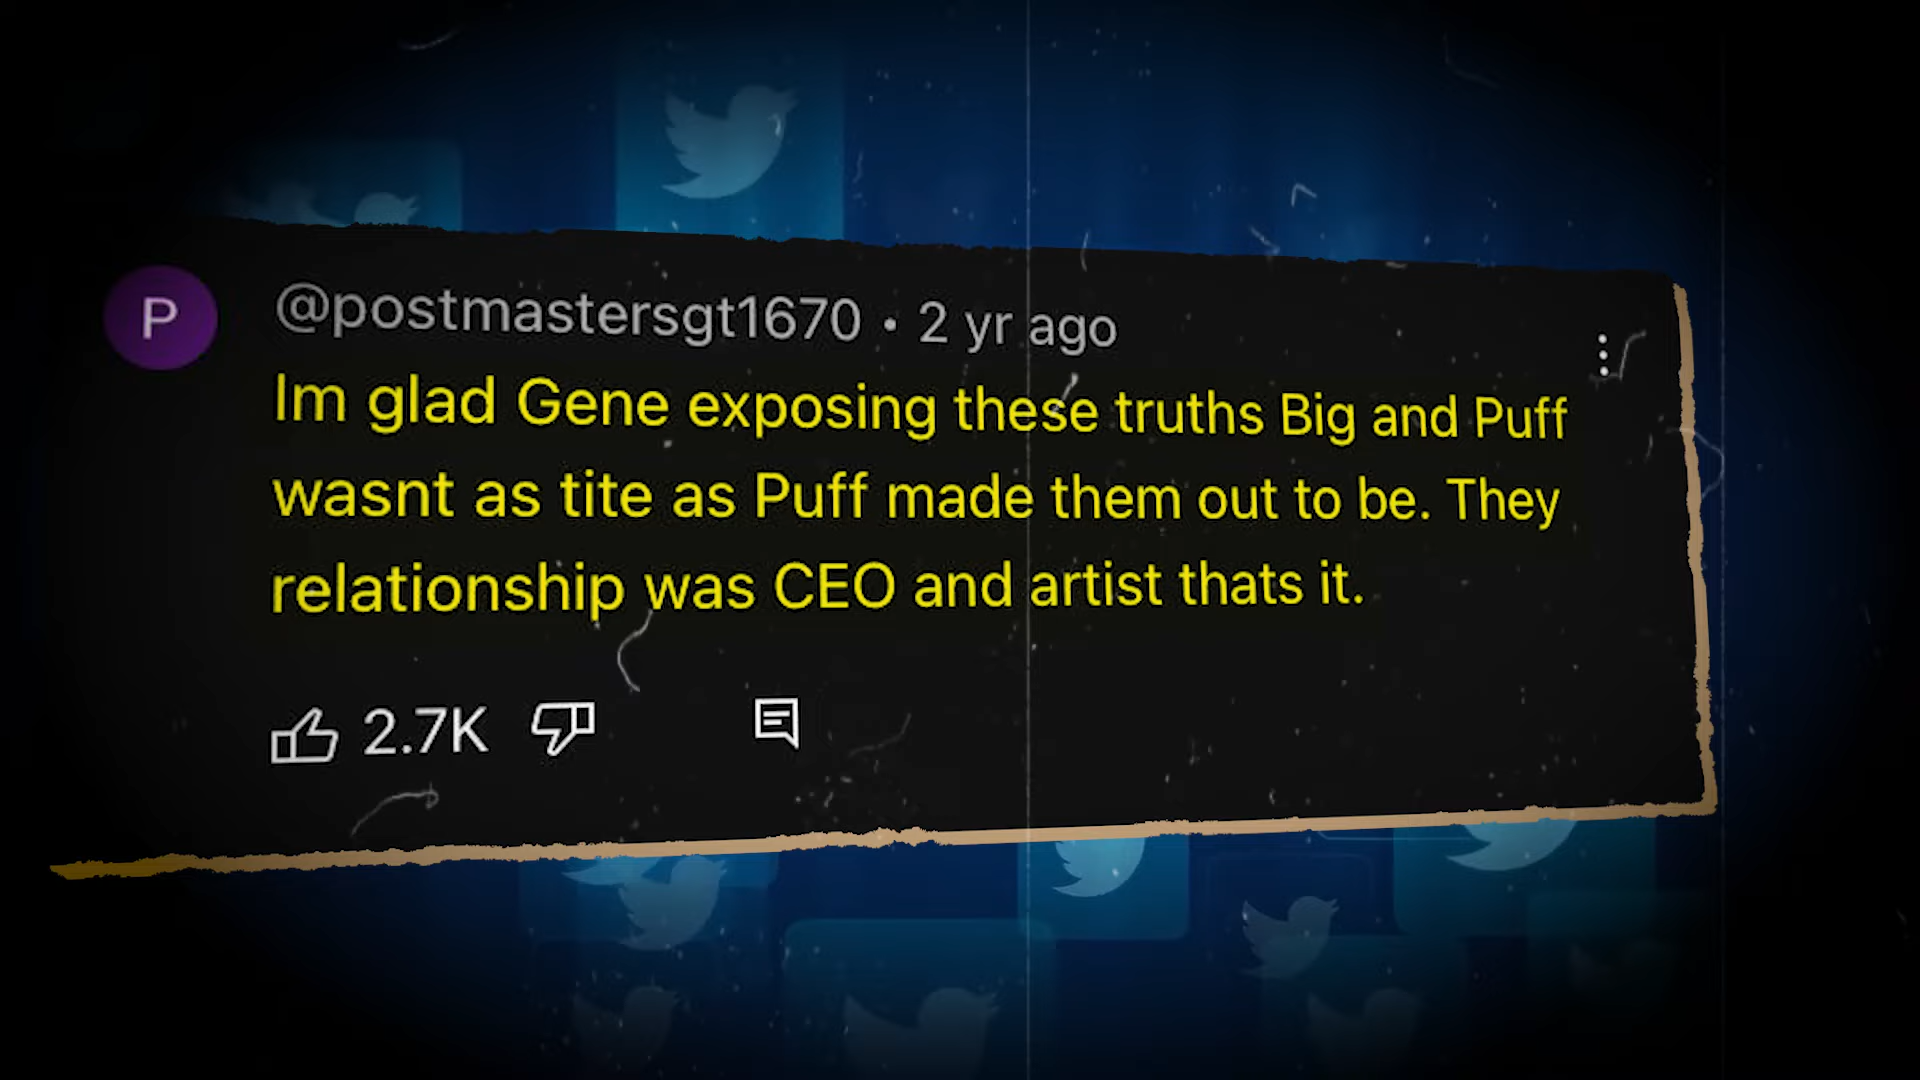 P
@postmastersgt1670 • 2 yr ago
Im glad Gene exposing these truths Big and Puff
wasnt as tite as Puff made them out to be. They
relationship was CEO and artist thats it.
2.7K